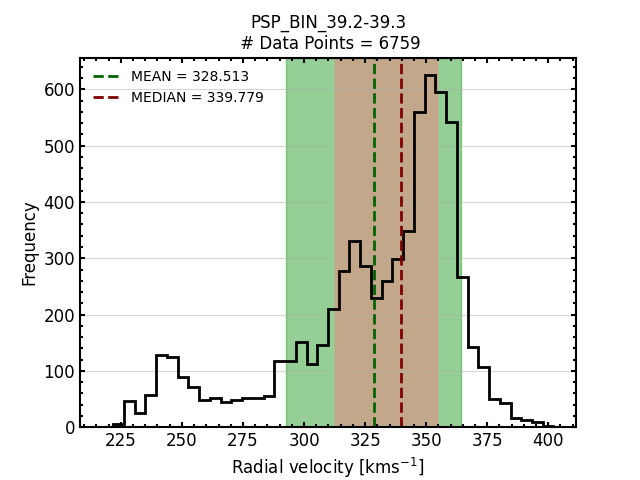 PSP_BIN_39.2-39.3
# Data Points = 6759
MEAN = 328.513
MEDIAN = 339.779
Frequency
600
500
400
300
200
100
0
225 250 275 300 325 350 375 400
Radial velocity [kms⁻¹]